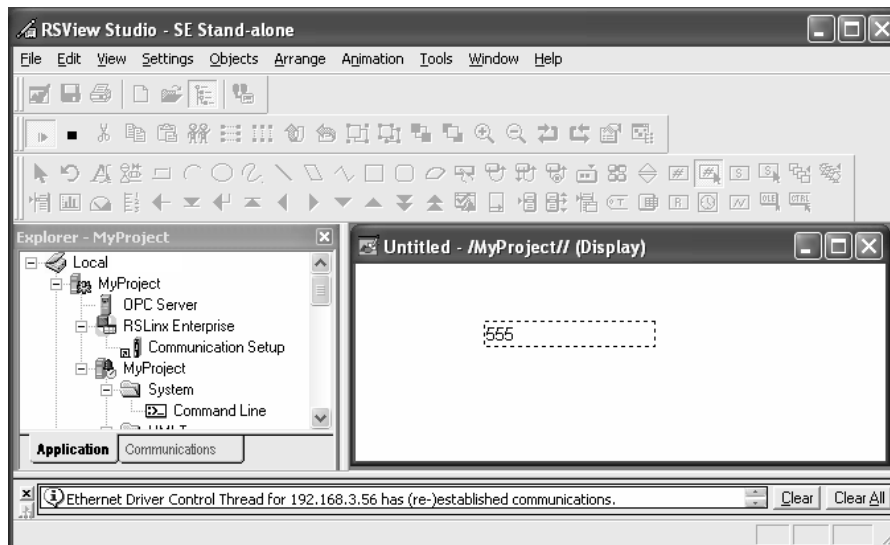 RSView Studio - SE Stand-alone
File Edit View Settings Objects Arrange Animation Tools Window Help
Explorer - MyProject
Local
MyProject
OPC Server
RSLinx Enterprise
Communication Setup
MyProject
System
Command Line
Application Communications
Untitled - /MyProject// (Display)
555
Ethernet Driver Control Thread for 192.168.3.56 has (re-)established communications.
Clear Clear All